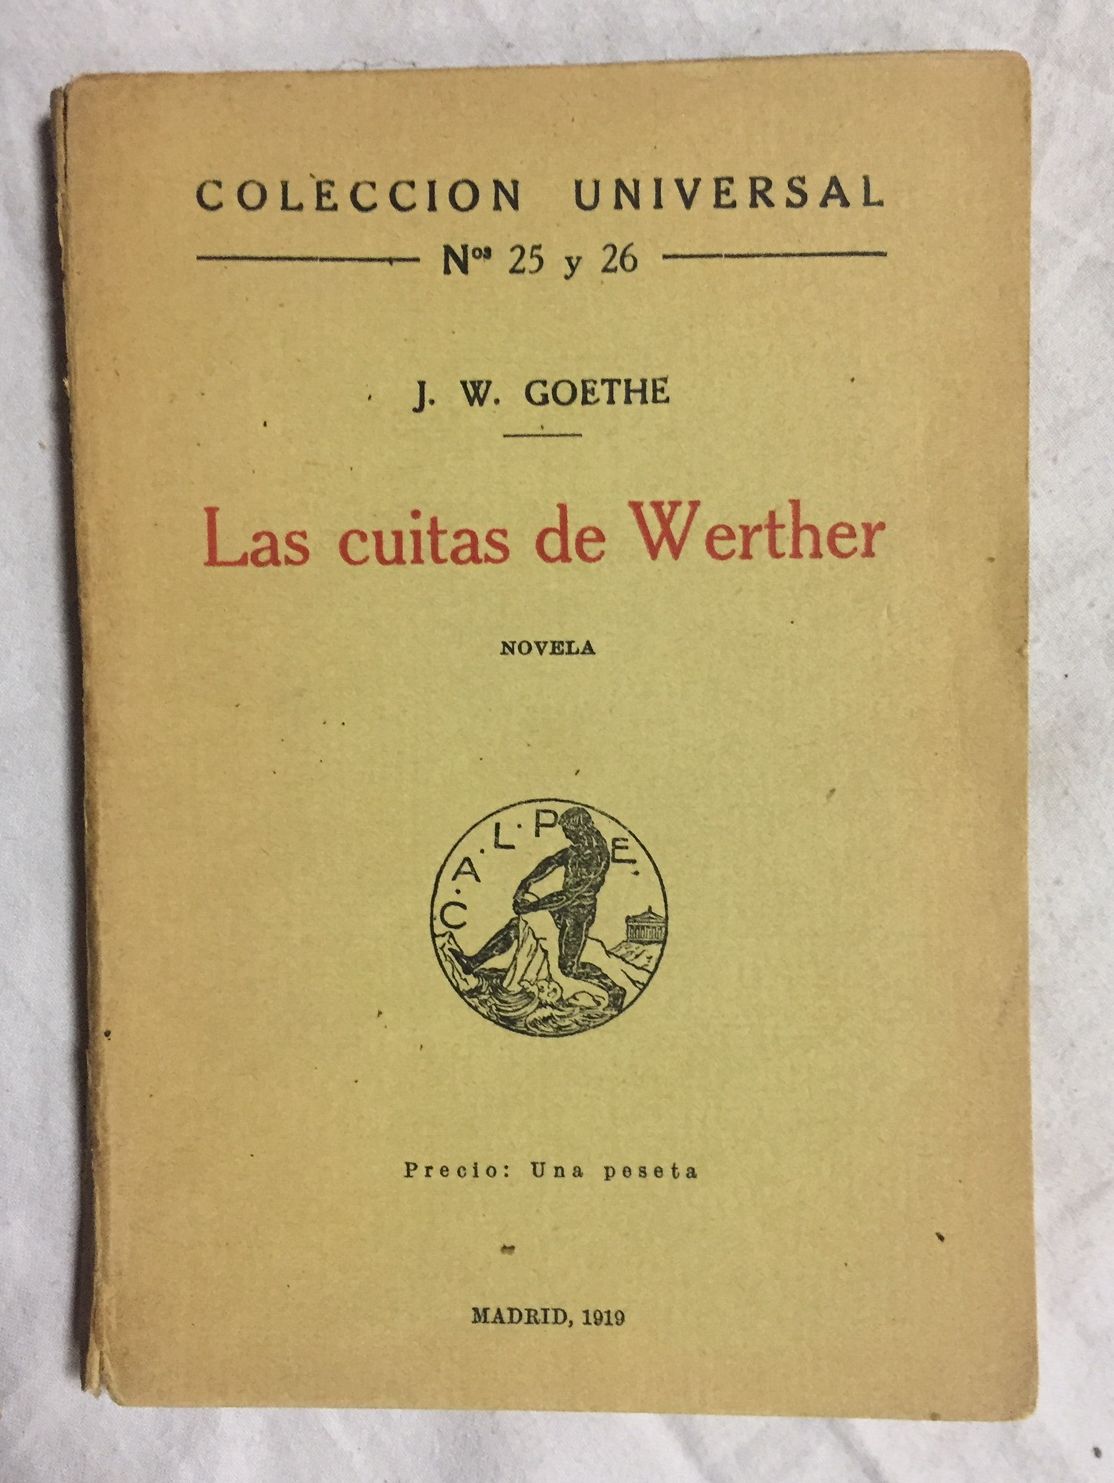 COLECCION UNIVERSAL
Nos 25 y 26
J. W. GOETHE
Las cuitas de Werther
NOVELA
C·A·L·P·E.
Precio: Una peseta
MADRID, 1919